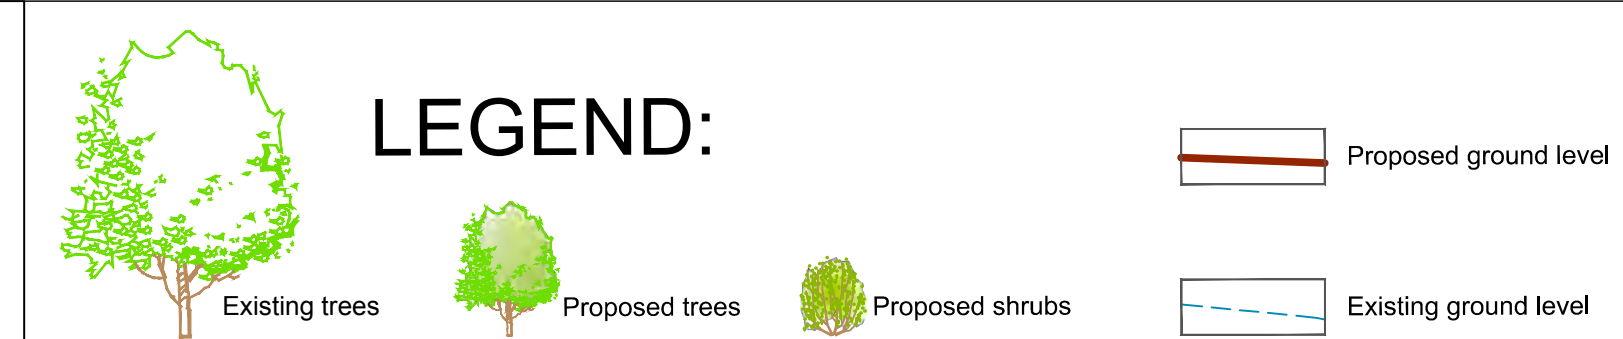 LEGEND:
Proposed ground level
Existing trees
Proposed trees
Proposed shrubs
Existing ground level